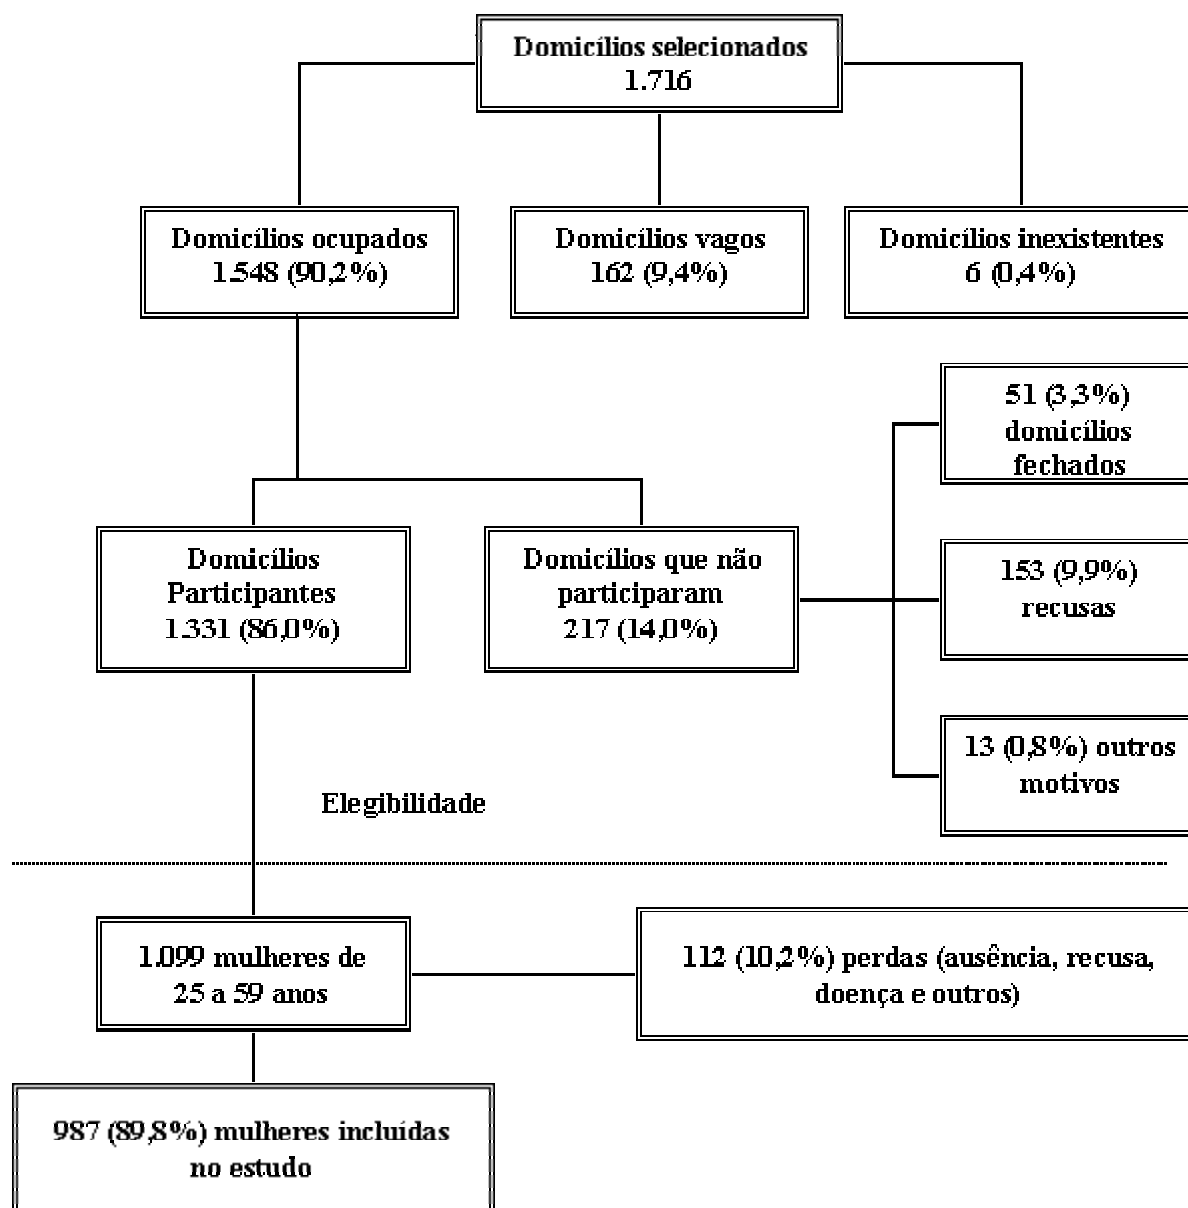 Domicílios selecionados
1.716
Domicílios ocupados
1.548 (90,2%)
Domicílios vagos
162 (9,4%)
Domicílios inexistentes
6 (0,4%)
51 (3,3%)
domicílios
fechados
Domicílios
Participantes
1.331 (86,0%)
Domicílios que não
participaram
217 (14,0%)
153 (9,9%)
recusas
13 (0,8%) outros
motivos
Elegibilidade
1.099 mulheres de
25 a 59 anos
112 (10,2%) perdas (ausência, recusa,
doença e outros)
987 (89,8%) mulheres incluídas
no estudo